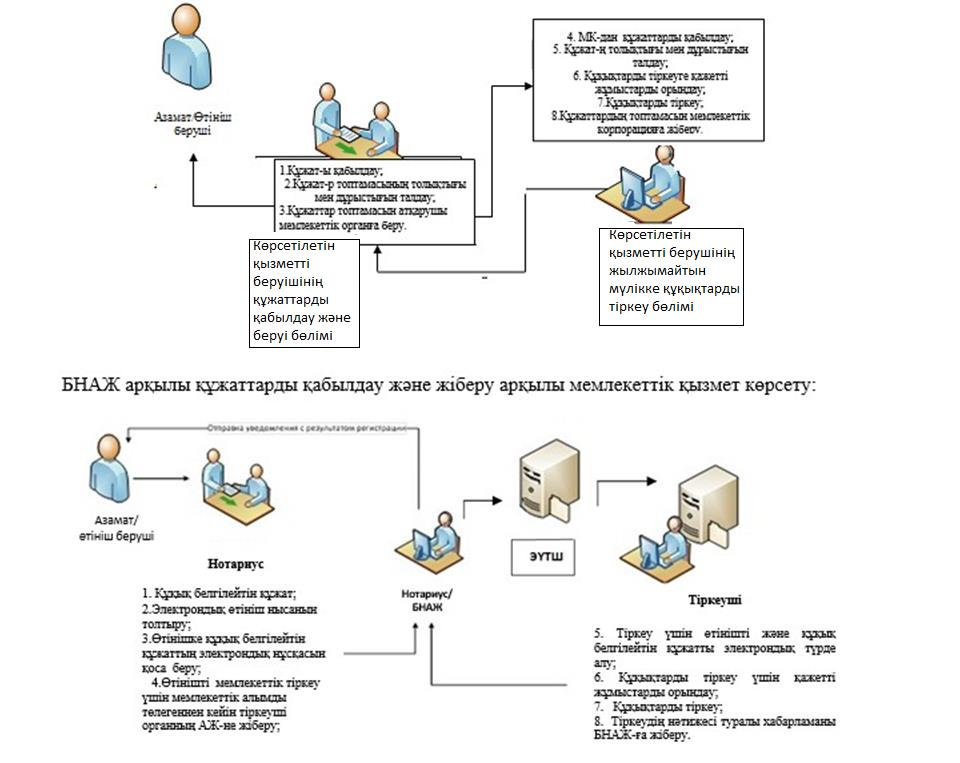 Азамат/Өтініш
беруші
4. МК-дан құжаттарды қабылдау;
5. Құжат-ң толықтығы мен дұрыстығын
талдау;
6. Құқықтарды тіркеуге қажетті
жұмыстарды орындау;
7.Құқықтарды тіркеу;
8.Құжаттардың топтамасын мемлекеттік
корпорацияға жіберу.
1.Құжат-ы қабылдау;
2.Құжат-р топтамасының толықтығы
мен дұрыстығын талдау;
3.Құжаттар топтамасын атқарушы
мемлекеттік органға беру.
Көрсетілетін
қызметті
беруішінің
құжаттарды
қабылдау және
беруі бөлімі
Көрсетілетін
қызметті берушінің
жылжымайтын
мүлікке құқықтарды
тіркеу бөлімі
БНАЖ арқылы құжаттарды қабылдау және жіберу арқылы мемлекеттік қызмет көрсету:
Отправка уведомления с результатом регистрации
Азамат/
өтініш беруші
Нотариус
1. Құқық белгілейтін құжат;
2.Электрондық өтініш нысанын
толтыру;
3.Өтінішке құқық белгілейтін
құжаттың электрондық нұсқасын
қоса беру;
4.Өтінішті мемлекеттік тіркеу
үшін мемлекеттік алымды
төлегеннен кейін тіркеуші
органның АЖ-не жіберу;
Нотариус/
БНАЖ
ЭҮТШ
Тіркеуші
5. Тіркеу үшін өтінішті және құқық
белгілейтін құжатты электрондық түрде
алу;
6. Құқықтарды тіркеу үшін қажетті
жұмыстарды орындау;
7. Құқықтарды тіркеу;
8. Тіркеудің нәтижесі туралы хабарламаны
БНАЖ-ға жіберу.